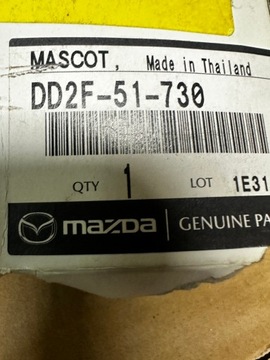 MASCOT, Made in Thailand
DD2F-51-730
QTY 1 LOT 1E31
mazda GENUINE PA